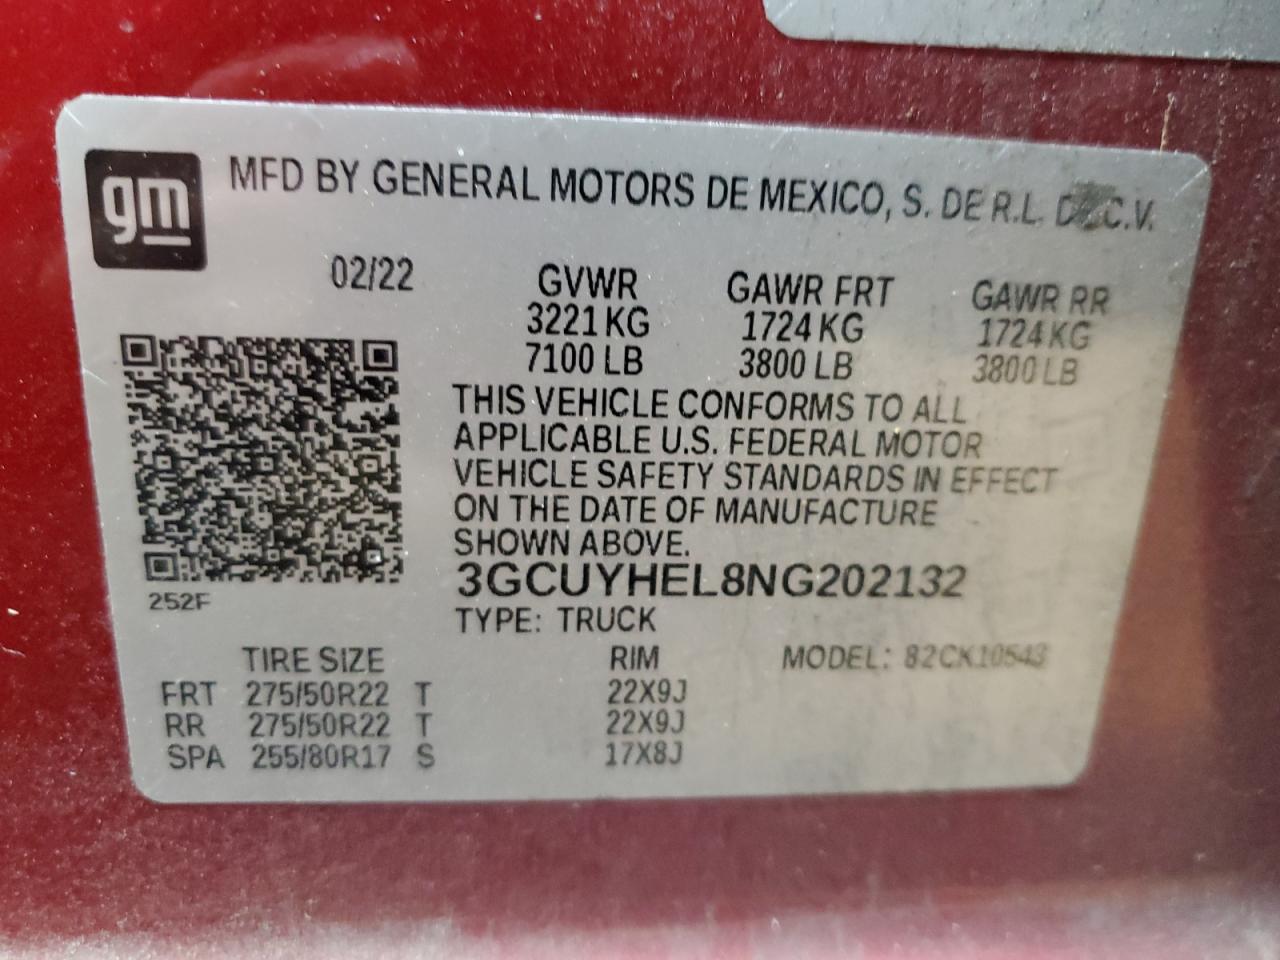 gm
MFD BY GENERAL MOTORS DE MEXICO, S. DE R.L. DE C.V.
02/22
GVWR GAWR FRT GAWR RR
3221 KG 1724 KG 1724 KG
7100 LB 3800 LB 3800 LB
THIS VEHICLE CONFORMS TO ALL
APPLICABLE U.S. FEDERAL MOTOR
VEHICLE SAFETY STANDARDS IN EFFECT
ON THE DATE OF MANUFACTURE
SHOWN ABOVE.
3GCUYHEL8NG202132
252F
TYPE: TRUCK
TIRE SIZE RIM MODEL: 82CK10543
FRT 275/50R22 T 22X9J
RR 275/50R22 T 22X9J
SPA 255/80R17 S 17X8J